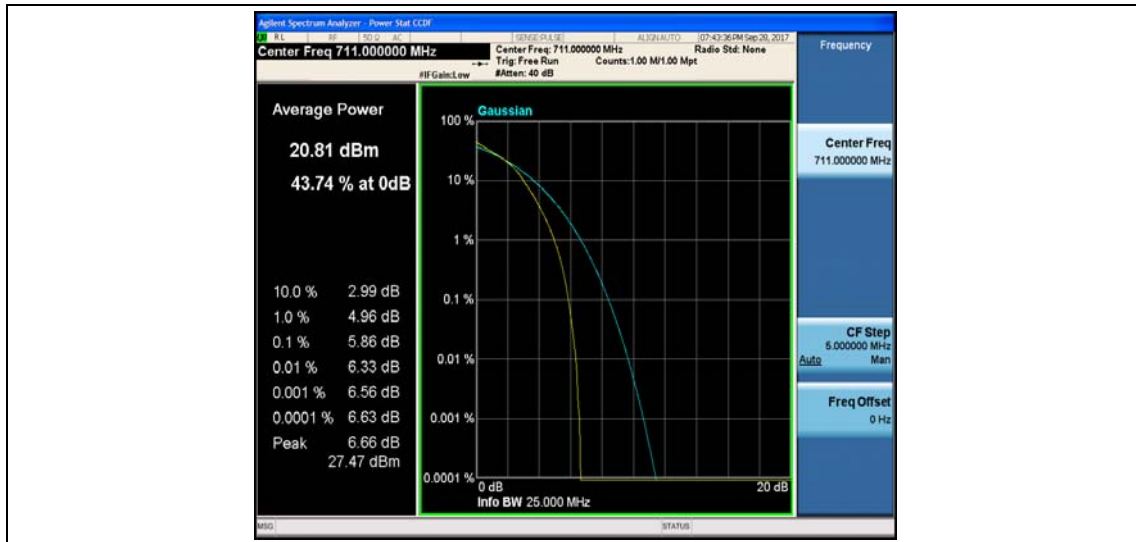 Agilent Spectrum Analyzer - Power Stat CCDF
RL RF 50 Ω AC SENSE:PULSE ALIGN AUTO 07:43:36 PM Sep 28, 2017
Center Freq 711.000000 MHz
Center Freq: 711.000000 MHz Radio Std: None
Trig: Free Run Counts:1.00 M/1.00 Mpt
#IFGain:Low #Atten: 40 dB
Frequency
Average Power
20.81 dBm
43.74 % at 0dB
10.0 % 2.99 dB
1.0 % 4.96 dB
0.1 % 5.86 dB
0.01 % 6.33 dB
0.001 % 6.56 dB
0.0001 % 6.63 dB
Peak 6.66 dB
27.47 dBm
Gaussian
100 %
10 %
1 %
0.1 %
0.01 %
0.001 %
0.0001 %
0 dB 20 dB
Info BW 25.000 MHz
Center Freq
711.000000 MHz
CF Step
5.000000 MHz
Auto Man
Freq Offset
0 Hz
MSG STATUS